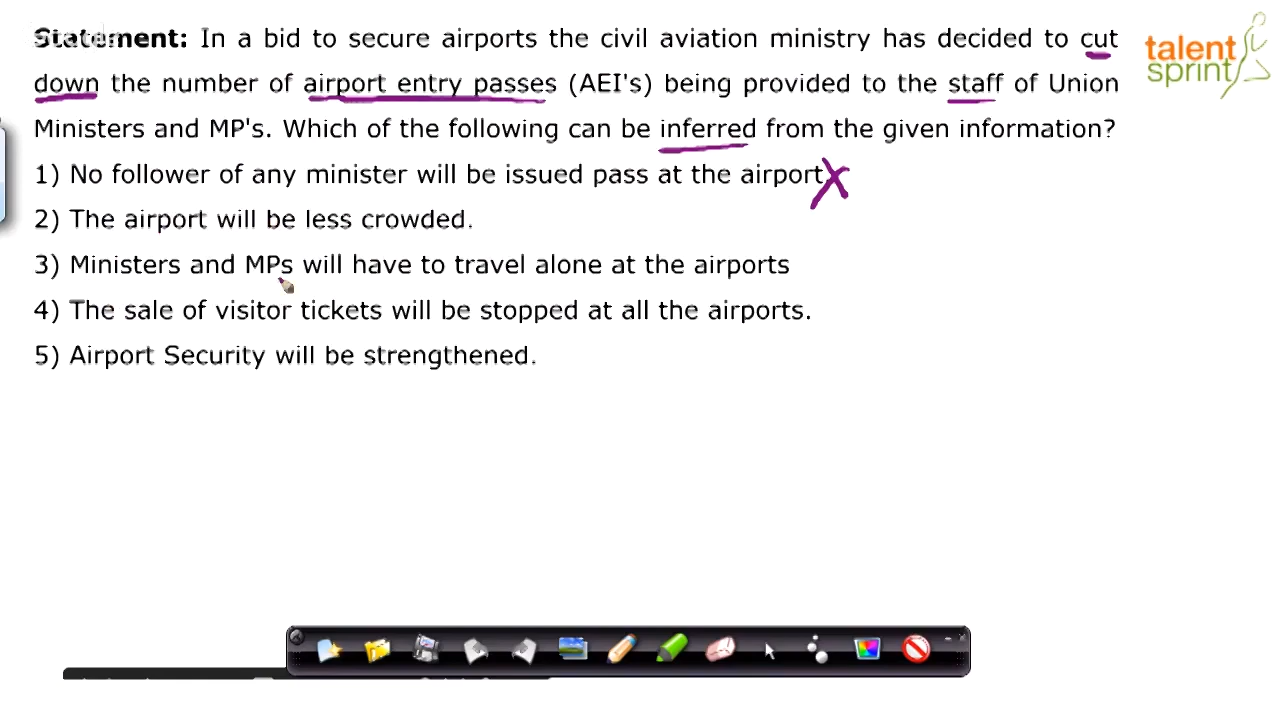 Statement: In a bid to secure airports the civil aviation ministry has decided to cut
down the number of airport entry passes (AEI's) being provided to the staff of Union
Ministers and MP's. Which of the following can be inferred from the given information?
1) No follower of any minister will be issued pass at the airport
2) The airport will be less crowded.
3) Ministers and MPs will have to travel alone at the airports
4) The sale of visitor tickets will be stopped at all the airports.
5) Airport Security will be strengthened.
talent
sprint